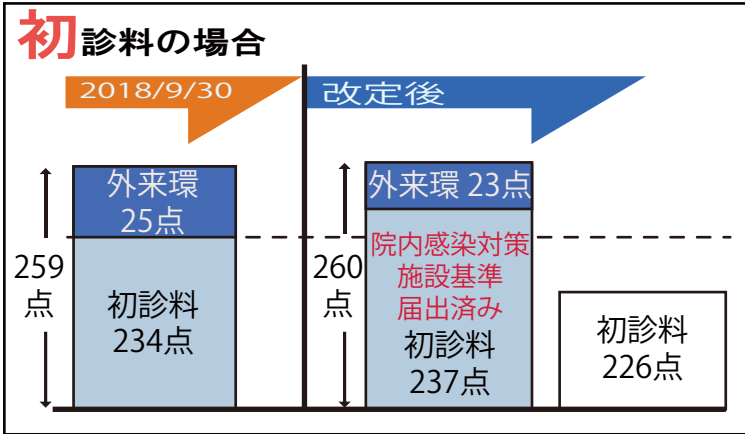 初診料の場合
2018/9/30
改定後
外来環
25点
259
点
初診料
234点
外来環 23点
260
点
院内感染対策
施設基準
届出済み
初診料
237点
初診料
226点